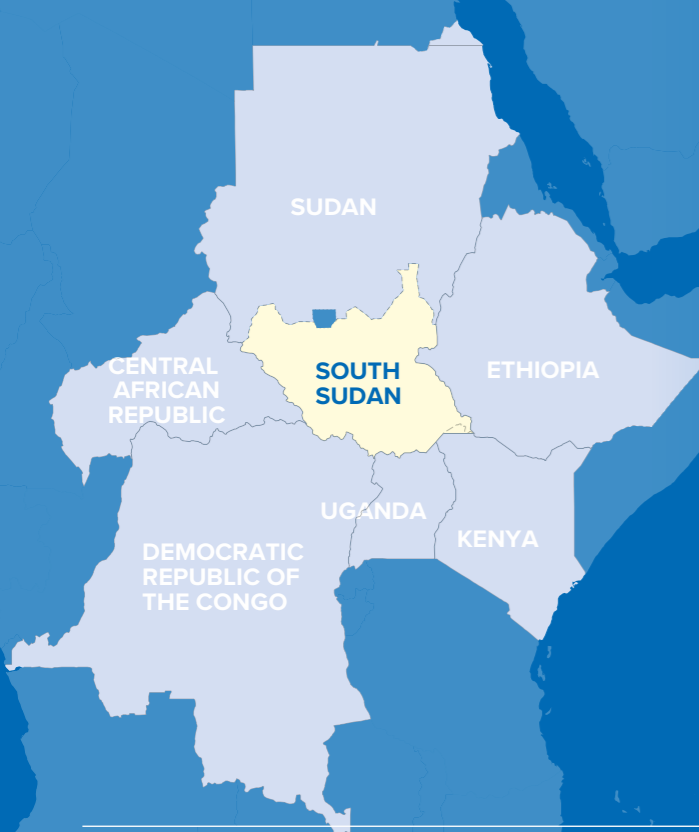 SUDAN
CENTRAL
AFRICAN
REPUBLIC
SOUTH
SUDAN
ETHIOPIA
UGANDA
KENYA
DEMOCRATIC
REPUBLIC OF
THE CONGO